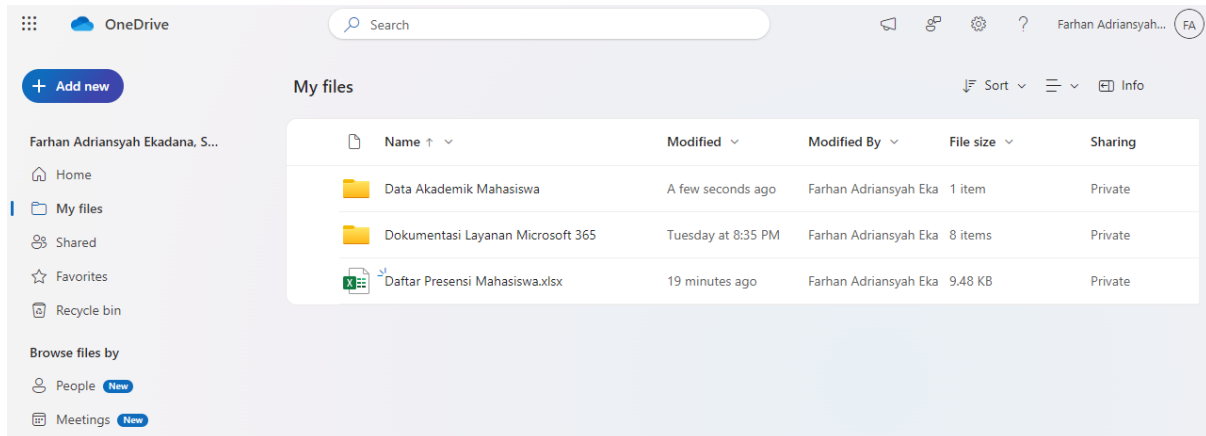 OneDrive Search Farhan Adriansyah... FA
+ Add new
My files Sort Info
Farhan Adriansyah Ekadana, S...
Name ↑ Modified Modified By File size Sharing
Home
Data Akademik Mahasiswa A few seconds ago Farhan Adriansyah Eka 1 item Private
My files
Dokumentasi Layanan Microsoft 365 Tuesday at 8:35 PM Farhan Adriansyah Eka 8 items Private
Shared
Favorites
Daftar Presensi Mahasiswa.xlsx 19 minutes ago Farhan Adriansyah Eka 9.48 KB Private
Recycle bin
Browse files by
People New
Meetings New